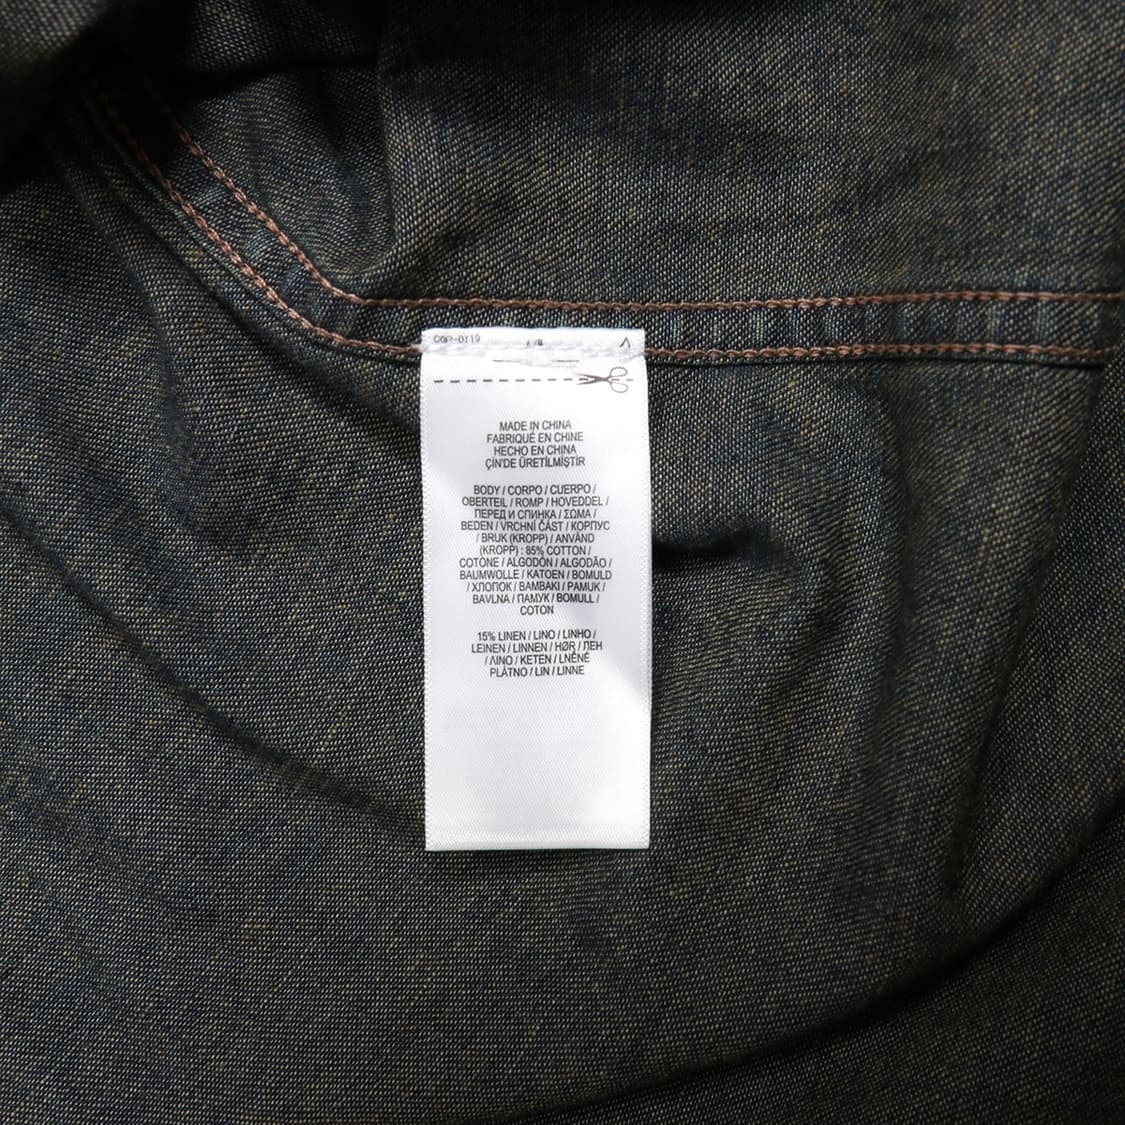 MADE IN CHINA
FABRIQUÉ EN CHINE
HECHO EN CHINA
ÇİN'DE ÜRETİLMİŞTİR
BODY / CORPO / CUERPO /
OBERTEIL / ROMP / HOVEDDEL /
ПЕРЕД И СПИНКА / ΣΩΜΑ /
BEDEN / VRCHNÍ ČÁST / КОРПУС
/ BRUK (KROPP) / ANVÄND
(KROPP) : 85% COTTON /
COTONE / ALGODÓN / ALGODÃO /
BAUMWOLLE / KATOEN / BOMULD
/ ХЛОПОК / ΒΑΜΒΑΚΙ / PAMUK /
BAVLNA / ПАМУК / BOMULL /
COTON
15% LINEN / LINO / LINHO /
LEINEN / LINNEN / HØR / ЛЕН
/ ΛΙΝΟ / KETEN / LNĚNÉ
PLÁTNO / LIN / LINNE